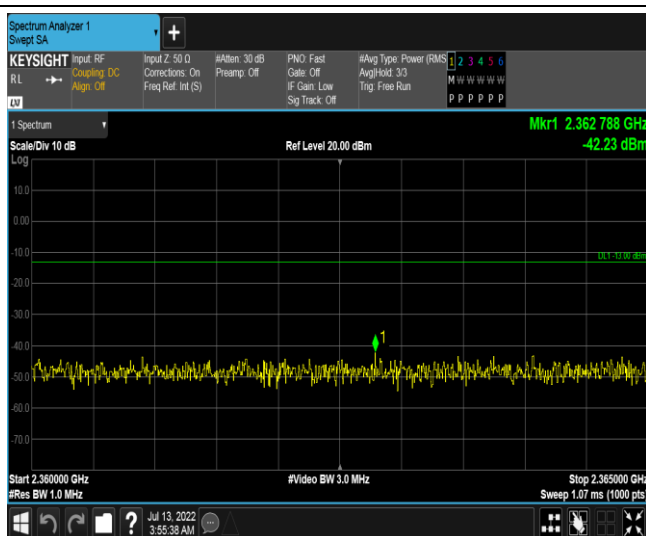 Spectrum Analyzer 1
Swept SA
+
KEYSIGHT Input: RF Input Z: 50 Ω #Atten: 30 dB PNO: Fast #Avg Type: Power (RMS 1 2 3 4 5 6
RL Coupling: DC Corrections: On Preamp: Off Gate: Off Avg|Hold: 3/3 M W W W W W
Align: Off Freq Ref: Int (S) IF Gain: Low Trig: Free Run
Sig Track: Off P P P P P P
LXI
1 Spectrum Mkr1 2.362 788 GHz
Scale/Div 10 dB Ref Level 20.00 dBm -42.23 dBm
Log
10.0
0.00
-10.0
DL1 -13.00 dBm
-20.0
-30.0
-40.0
1
-50.0
-60.0
-70.0
Start 2.360000 GHz #Video BW 3.0 MHz Stop 2.365000 GHz
#Res BW 1.0 MHz Sweep 1.07 ms (1000 pts)
? Jul 13, 2022
3:55:38 AM